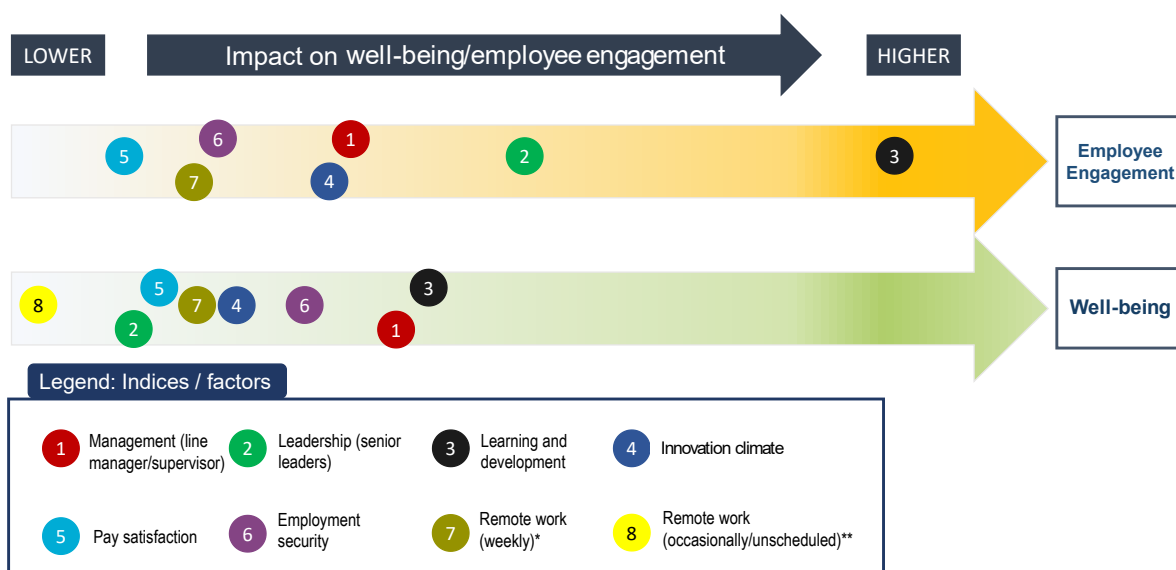 LOWER
Impact on well-being/employee engagement
HIGHER
6
1
5
2
3
7
4
Employee
Engagement
5
3
8
7
4
6
2
1
Well-being
Legend: Indices / factors
1
Management (line
manager/supervisor)
2
Leadership (senior
leaders)
3
Learning and
development
4
Innovation climate
5
Pay satisfaction
6
Employment
security
7
Remote work
(weekly)*
8
Remote work
(occasionally/unscheduled)**